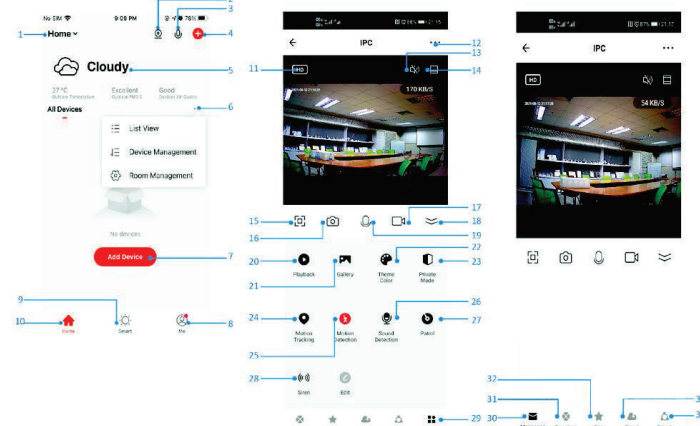 No SIM
9:09 PM
78%
2
3
1
Home
4
Cloudy
5
27 °C
Excellent
Good
Outdoor PM2.5
Outdoor Air Quality
All Devices
6
List View
Device Management
Room Management
No devices
Add Device
7
9
10
Home
Smart
Me
8
21:15
IPC
12
13
11
HD
14
170 KB/S
15
16
17
18
19
20
Playback
21
Gallery
22
Theme
Color
23
Private
Mode
24
Motion
Tracking
25
Motion
Detection
26
Sound
Detection
27
Patrol
28
Siren
Edit
29
21:17
IPC
HD
54 KB/S
32
31
30